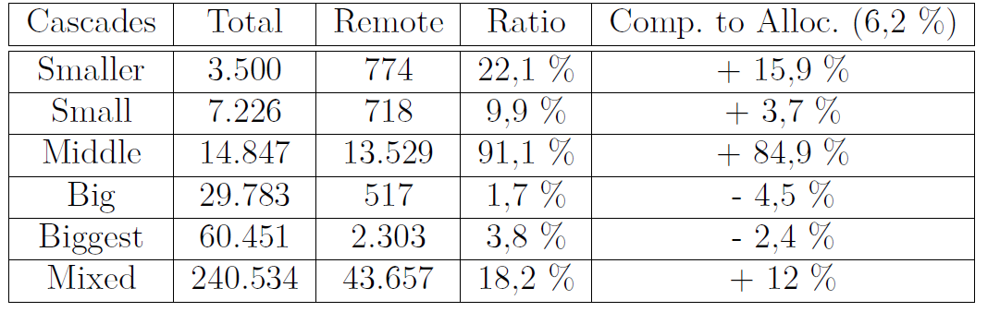 Cascades Total Remote Ratio Comp. to Alloc. (6,2 %)
Smaller 3.500 774 22,1 % + 15,9 %
Small 7.226 718 9,9 % + 3,7 %
Middle 14.847 13.529 91,1 % + 84,9 %
Big 29.783 517 1,7 % - 4,5 %
Biggest 60.451 2.303 3,8 % - 2,4 %
Mixed 240.534 43.657 18,2 % + 12 %